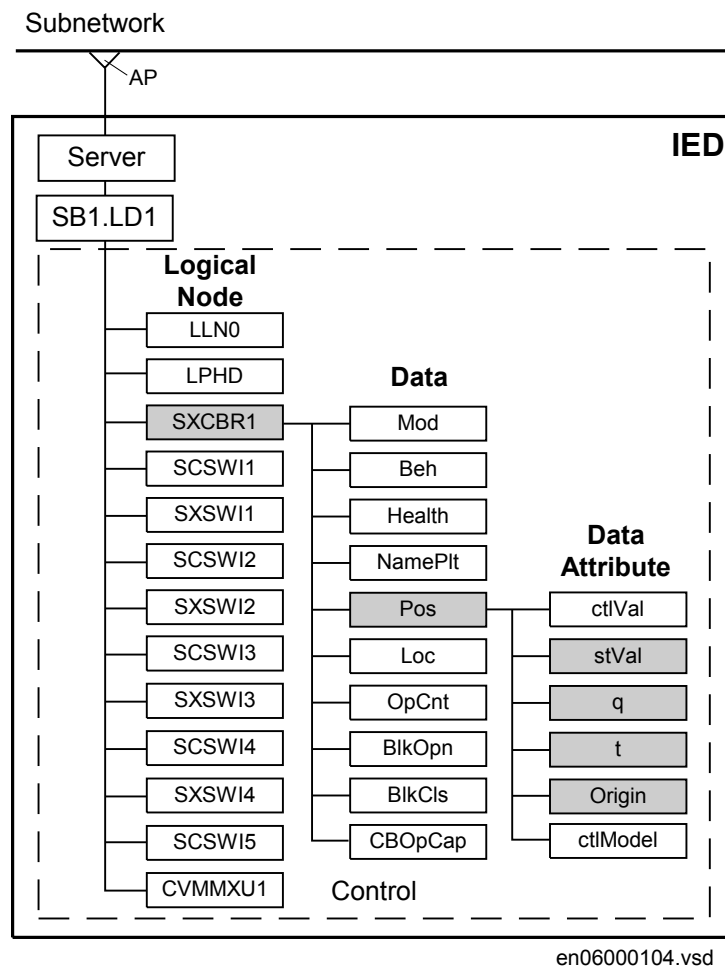 Subnetwork
AP
IED
Server
SB1.LD1
Logical
Node
LLN0
LPHD
SXCBR1
SCSWI1
SXSWI1
SCSWI2
SXSWI2
SCSWI3
SXSWI3
SCSWI4
SXSWI4
SCSWI5
CVMMXU1
Data
Mod
Beh
Health
NamePlt
Pos
Loc
OpCnt
BlkOpn
BlkCls
CBOpCap
Data
Attribute
ctlVal
stVal
q
t
Origin
ctlModel
Control
en06000104.vsd